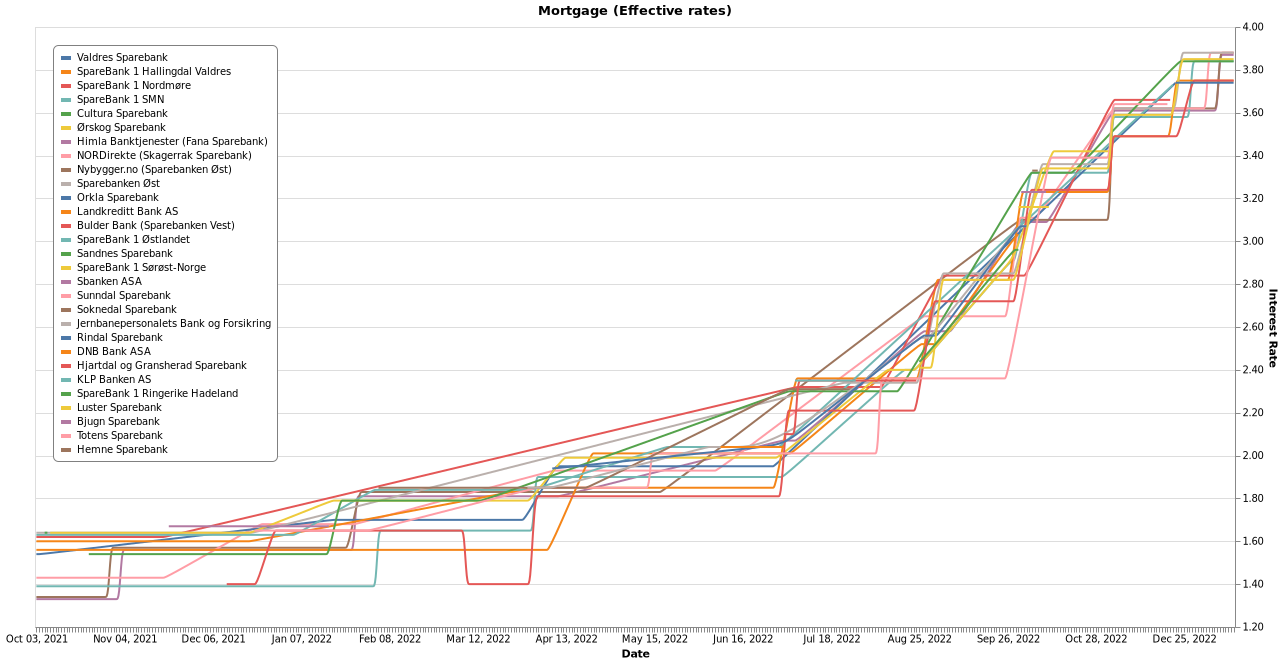 Mortgage (Effective rates)
Valdres Sparebank
SpareBank 1 Hallingdal Valdres
SpareBank 1 Nordmøre
SpareBank 1 SMN
Cultura Sparebank
Ørskog Sparebank
Himla Banktjenester (Fana Sparebank)
NORDirekte (Skagerrak Sparebank)
Nybygger.no (Sparebanken Øst)
Sparebanken Øst
Orkla Sparebank
Landkreditt Bank AS
Bulder Bank (Sparebanken Vest)
SpareBank 1 Østlandet
Sandnes Sparebank
SpareBank 1 Sørøst-Norge
Sbanken ASA
Sunndal Sparebank
Soknedal Sparebank
Jernbanepersonalets Bank og Forsikring
Rindal Sparebank
DNB Bank ASA
Hjartdal og Gransherad Sparebank
KLP Banken AS
SpareBank 1 Ringerike Hadeland
Luster Sparebank
Bjugn Sparebank
Totens Sparebank
Hemne Sparebank
4.00
3.80
3.60
3.40
3.20
3.00
2.80
2.60
2.40
2.20
2.00
1.80
1.60
1.40
1.20
Interest Rate
Oct 03, 2021 Nov 04, 2021 Dec 06, 2021 Jan 07, 2022 Feb 08, 2022 Mar 12, 2022 Apr 13, 2022 May 15, 2022 Jun 16, 2022 Jul 18, 2022 Aug 25, 2022 Sep 26, 2022 Oct 28, 2022 Dec 25, 2022
Date